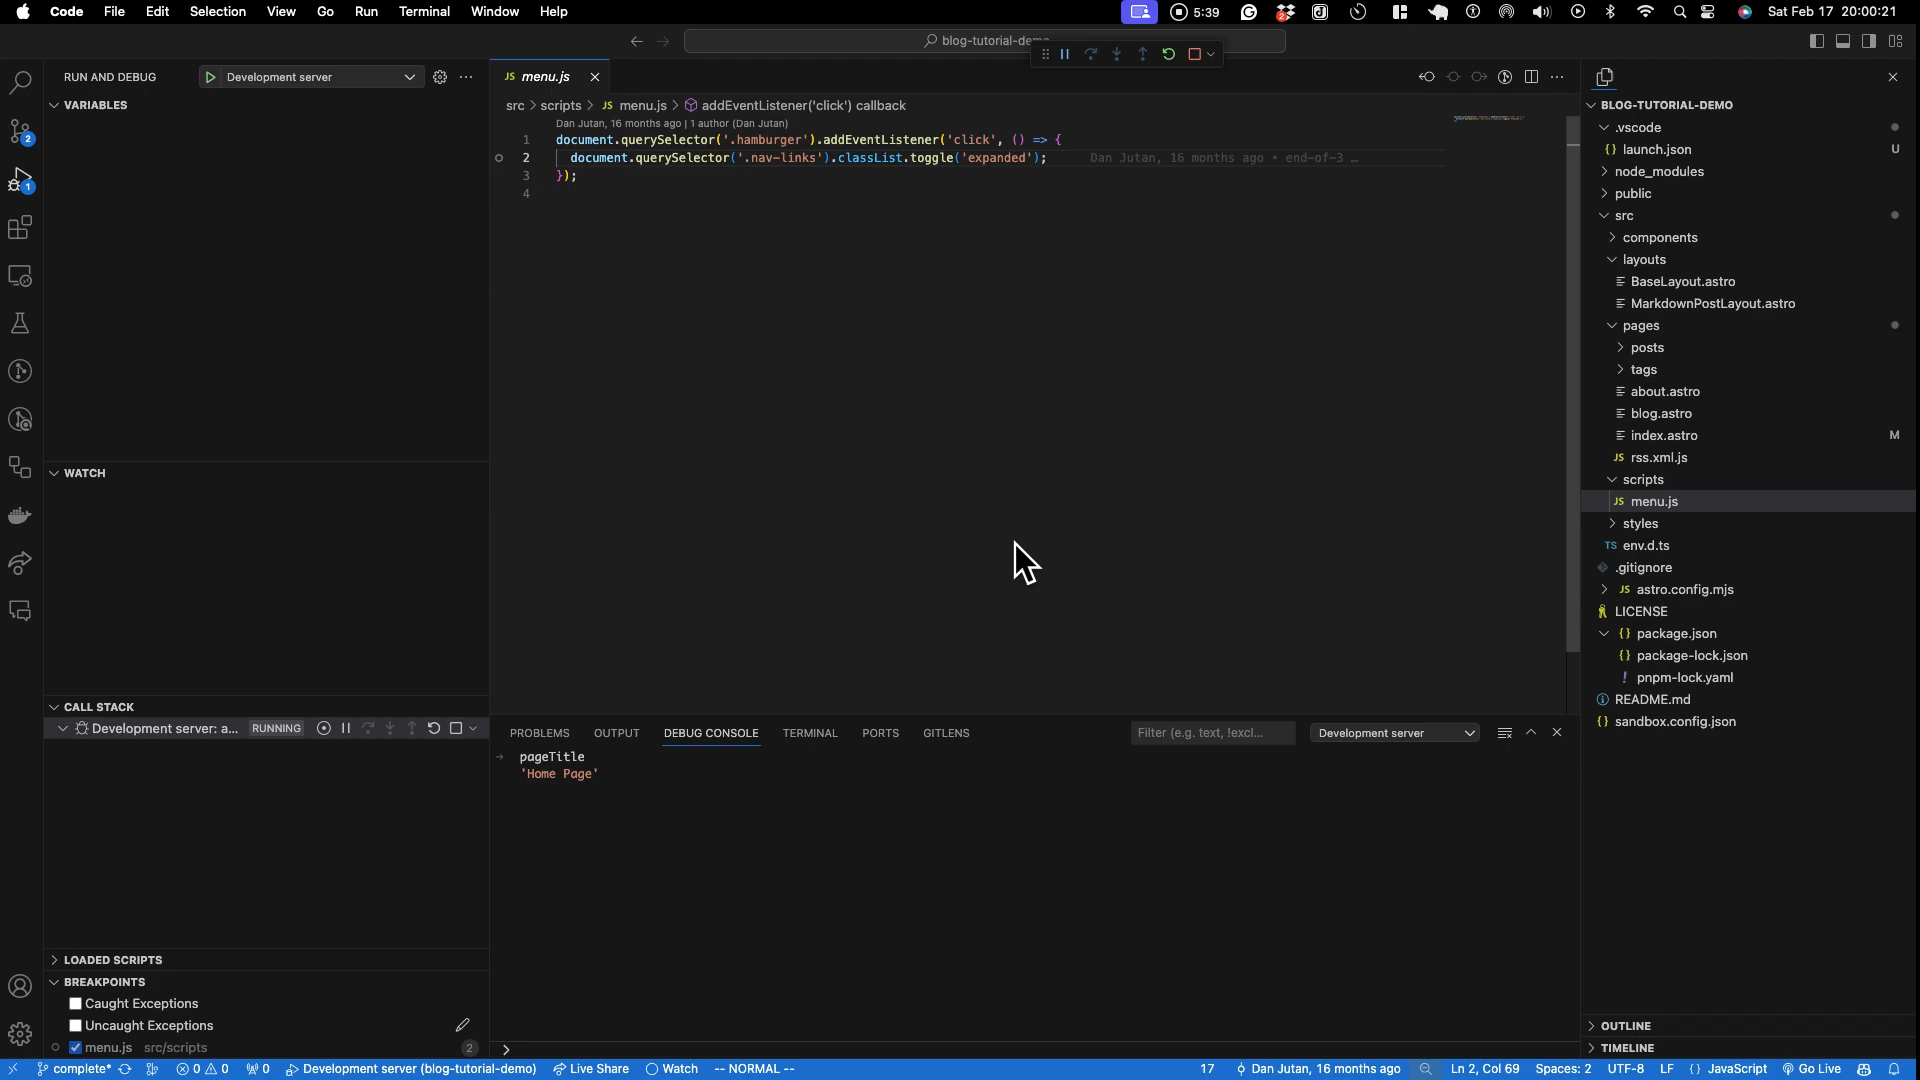 Code File Edit Selection View Go Run Terminal Window Help 5:39 2 Sat Feb 17 20:00:21
RUN AND DEBUG Development server
VARIABLES
WATCH
CALL STACK
Development server: a... RUNNING
LOADED SCRIPTS
BREAKPOINTS
Caught Exceptions
Uncaught Exceptions
menu.js src/scripts 2
2
1
blog-tutorial-demo
JS menu.js
src > scripts > JS menu.js > addEventListener('click') callback
Dan Jutan, 16 months ago | 1 author (Dan Jutan)
1 document.querySelector('.hamburger').addEventListener('click', () => {
2 document.querySelector('.nav-links').classList.toggle('expanded'); Dan Jutan, 16 months ago • end-of-3 …
3 });
4
PROBLEMS OUTPUT DEBUG CONSOLE TERMINAL PORTS GITLENS Filter (e.g. text, !excl... Development server
pageTitle
'Home Page'
>
BLOG-TUTORIAL-DEMO
.vscode
{} launch.json U
node_modules
public
src
components
layouts
BaseLayout.astro
MarkdownPostLayout.astro
pages
posts
tags
about.astro
blog.astro
index.astro M
JS rss.xml.js
scripts
JS menu.js
styles
TS env.d.ts
.gitignore
JS astro.config.mjs
LICENSE
{} package.json
{} package-lock.json
! pnpm-lock.yaml
README.md
{} sandbox.config.json
OUTLINE
TIMELINE
complete* 0 0 0 Development server (blog-tutorial-demo) Live Share Watch -- NORMAL -- 17 Dan Jutan, 16 months ago Ln 2, Col 69 Spaces: 2 UTF-8 LF {} JavaScript Go Live